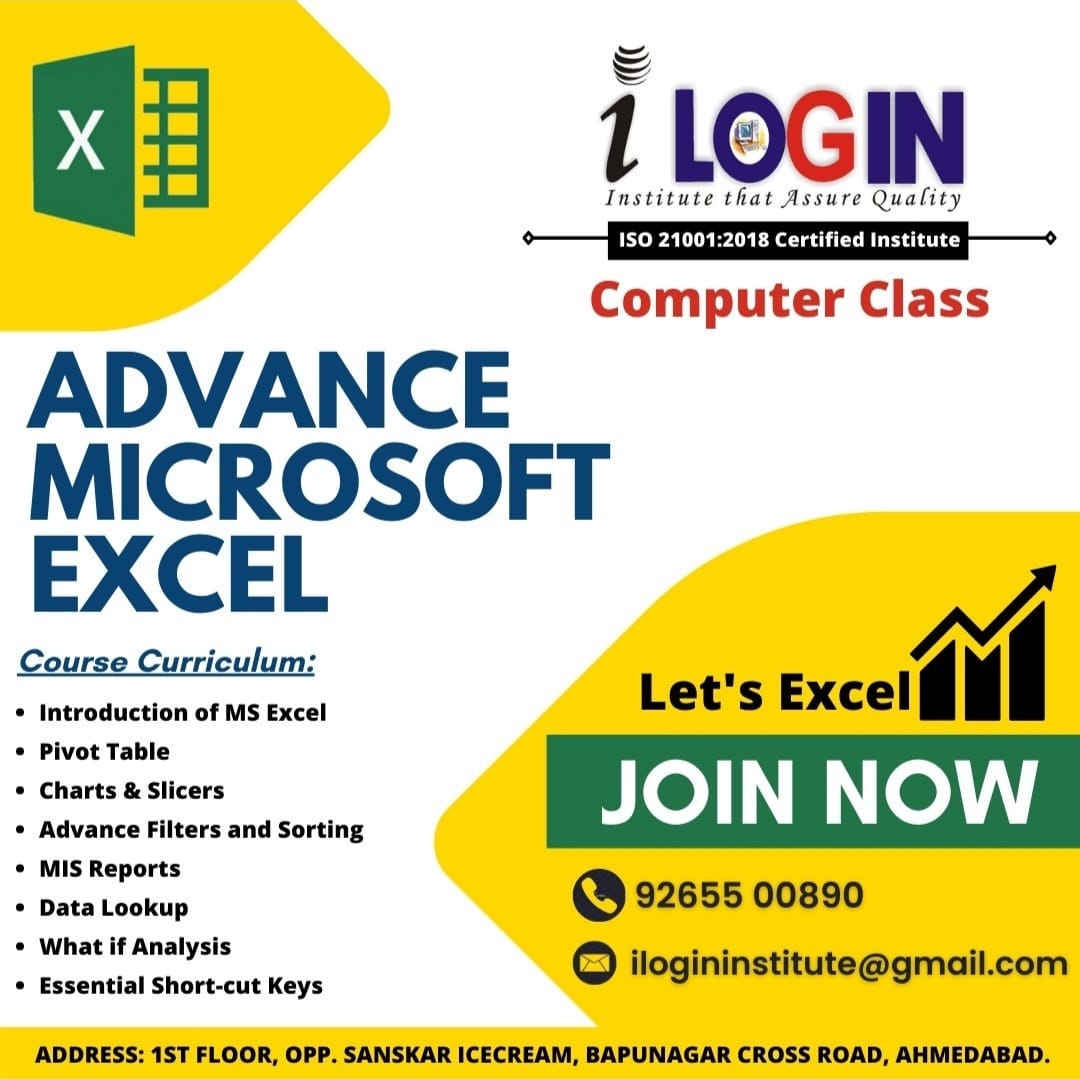 X
i LOGIN
Institute that Assure Quality
ISO 21001:2018 Certified Institute
Computer Class
ADVANCE
MICROSOFT
EXCEL
Course Curriculum:
• Introduction of MS Excel
• Pivot Table
• Charts & Slicers
• Advance Filters and Sorting
• MIS Reports
• Data Lookup
• What if Analysis
• Essential Short-cut Keys
Let's Excel
JOIN NOW
92655 00890
ilogininstitute@gmail.com
ADDRESS: 1ST FLOOR, OPP. SANSKAR ICECREAM, BAPUNAGAR CROSS ROAD, AHMEDABAD.